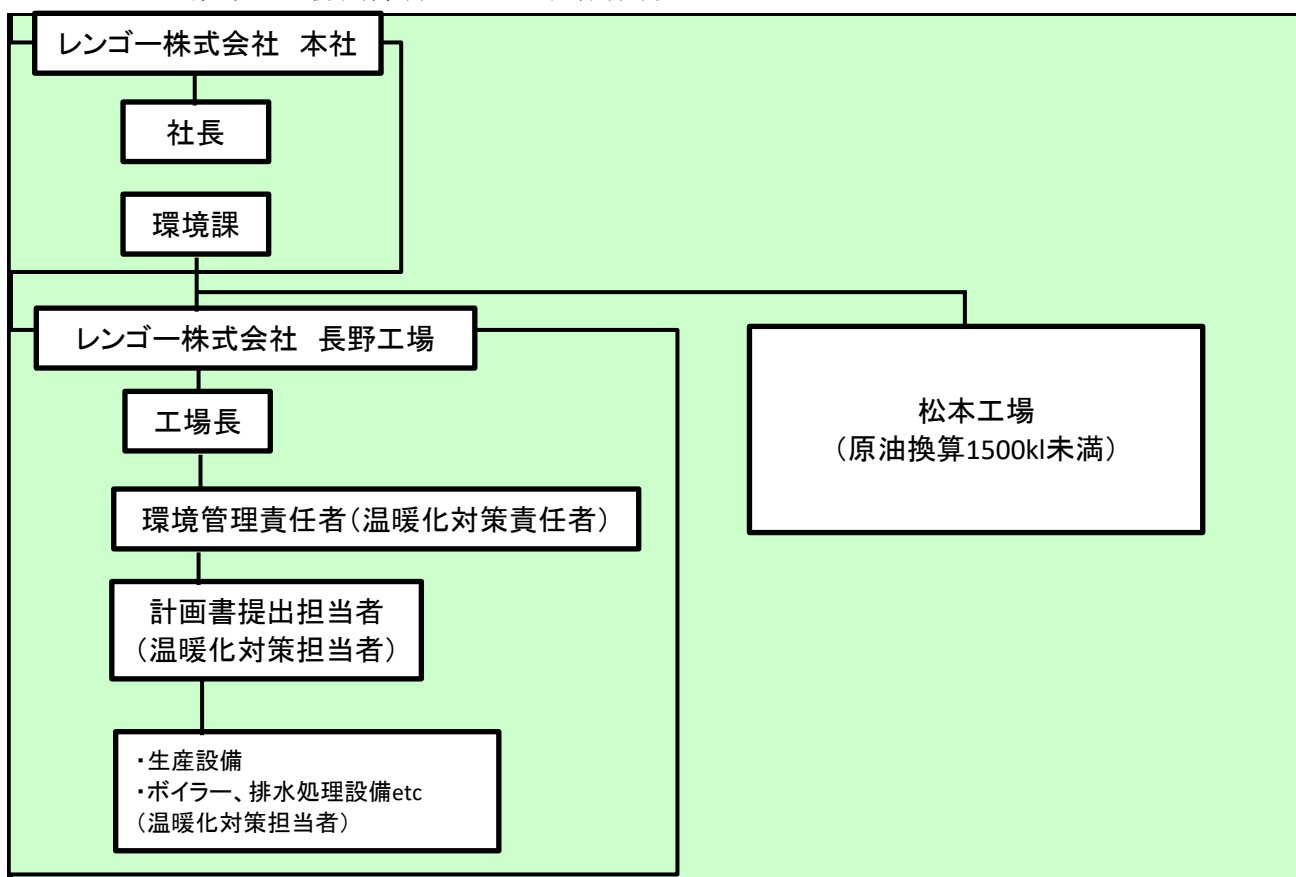 レンゴー株式会社　本社
社長
環境課
レンゴー株式会社　長野工場
工場長
松本工場
（原油換算1500kl未満）
環境管理責任者（温暖化対策責任者）
計画書提出担当者
（温暖化対策担当者）
・生産設備
・ボイラー、排水処理設備etc
（温暖化対策担当者）